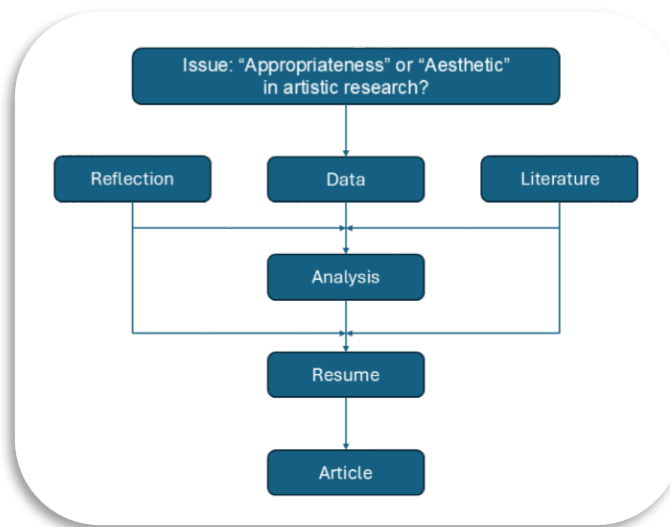 Issue: “Appropriateness” or “Aesthetic”
in artistic research?
Reflection
Data
Literature
Analysis
Resume
Article